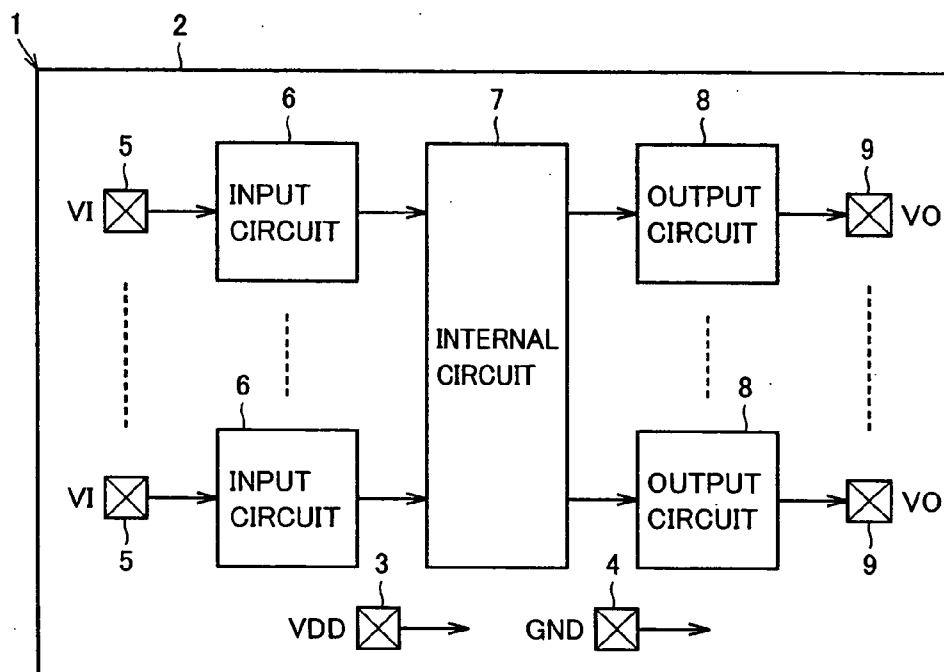 1
2
6
7
8
5
9
VI
INPUT
CIRCUIT
OUTPUT
CIRCUIT
VO
INTERNAL
CIRCUIT
6
8
VI
INPUT
CIRCUIT
OUTPUT
CIRCUIT
VO
5
9
3
4
VDD
GND